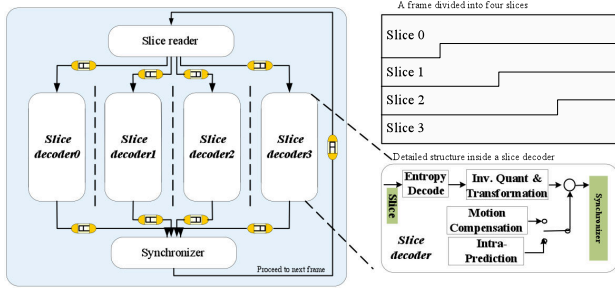 A frame divided into four slices
Slice reader
Slice 0
Slice 1
Slice 2
Slice 3
Slice
decoder0
Slice
decoder1
Slice
decoder2
Slice
decoder3
Synchronizer
Proceed to next frame
Detailed structure inside a slice decoder
Entropy
Decode
Inv. Quant &
Transformation
Slice
Motion
Compensation
Intra-
Prediction
Slice
decoder
Synchronizer